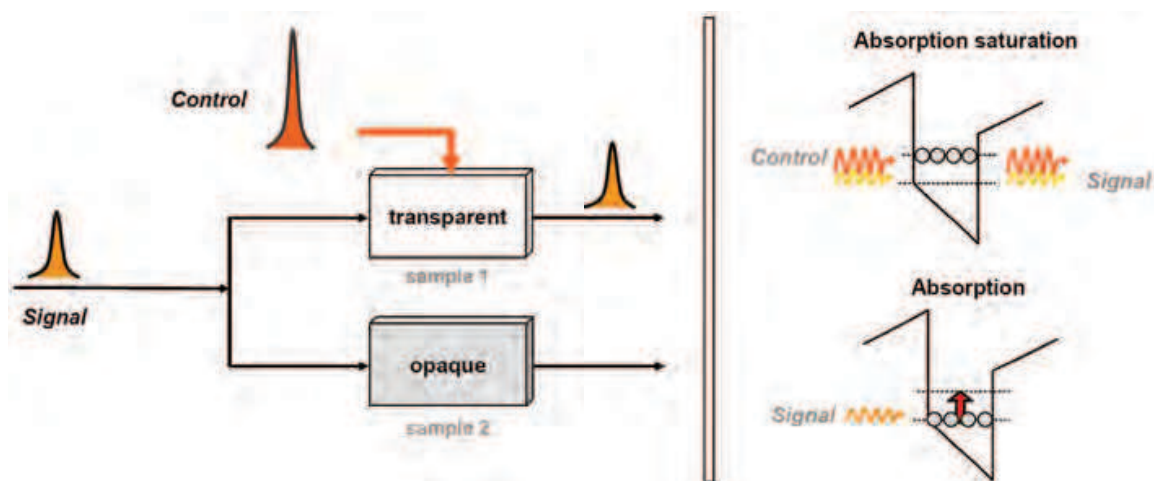 Control
transparent
sample 1
Signal
opaque
sample 2
Absorption saturation
Control
Signal
Absorption
Signal